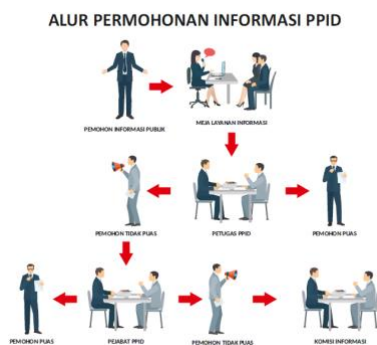 ALUR PERMOHONAN INFORMASI PPID
PEMOHON INFORMASI PUBLIK
MEJA LAYANAN INFORMASI
PEMOHON TIDAK PUAS
PETUGAS PPID
PEMOHON PUAS
PEMOHON PUAS
PEJABAT PPID
PEMOHON TIDAK PUAS
KOMISI INFORMASI